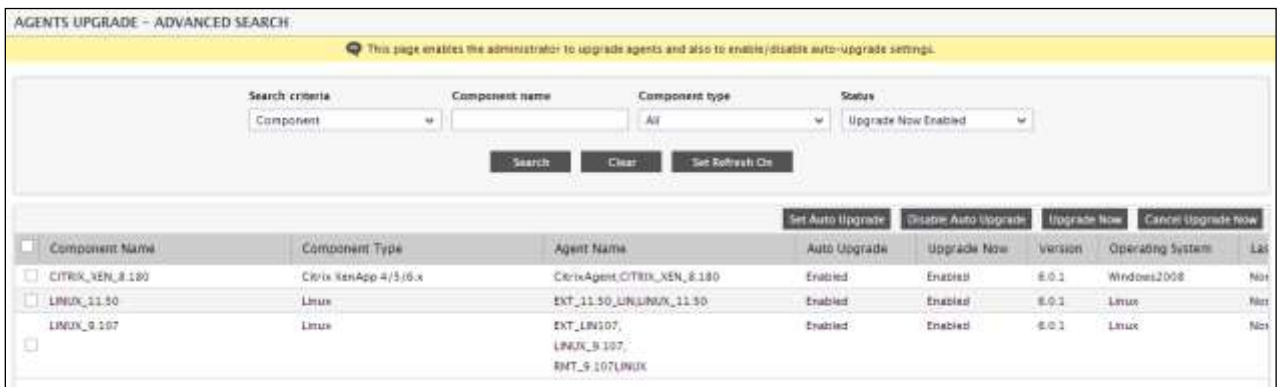 AGENTS UPGRADE - ADVANCED SEARCH
This page enables the administrator to upgrade agents and also to enable/disable auto-upgrade settings.
Search criteria Component name Component type Status
Component All Upgrade Now Enabled
Search Clear Set Refresh On
Set Auto Upgrade Disable Auto Upgrade Upgrade Now Cancel Upgrade Now
Component Name Component Type Agent Name Auto Upgrade Upgrade Now Version Operating System Las
CITRIX_XEN_8.180 Citrix XenApp 4/5/6.x CitrixAgent,CITRIX_XEN_8.180 Enabled Enabled 6.0.1 Windows2008 Non
LINUX_11.50 Linux EXT_11.50_LIN,LINUX_11.50 Enabled Enabled 6.0.1 Linux Non
LINUX_9.107 Linux EXT_LIN107, Enabled Enabled 6.0.1 Linux Non
LINUX_9.107,
RMT_9.107LINUX